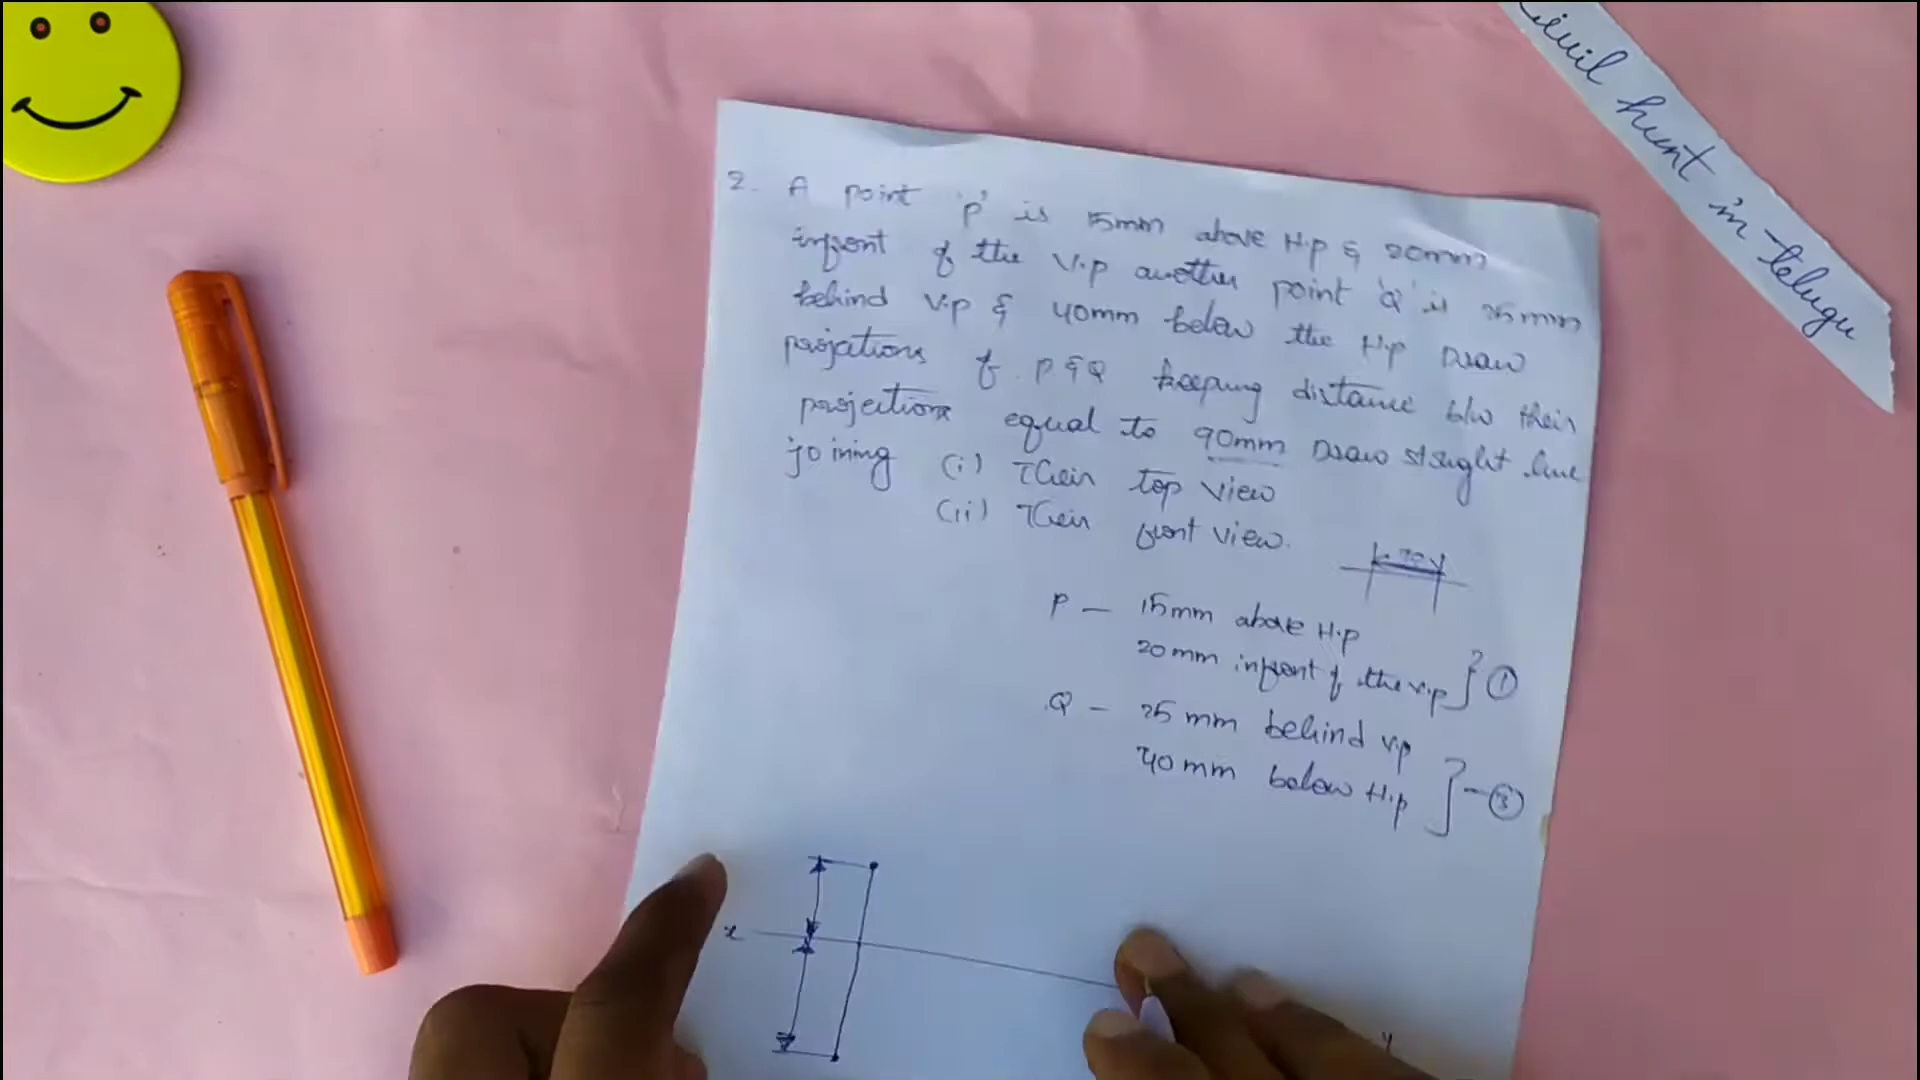 Civil hunt in telugu
2. A point 'p' is 15mm above H.p & 20mm
infront of the V.p another point 'Q' is 25mm
behind V.p & 40mm below the H.p Draw
projections of P & Q keeping distance b/w their
projections equal to 90mm Draw straight line
joining (i) Their top view
(ii) Their front view.
P - 15mm above H.p
20mm infront of the v.p } ①
Q - 25 mm behind v.p
40mm below H.p } - ③
x
y